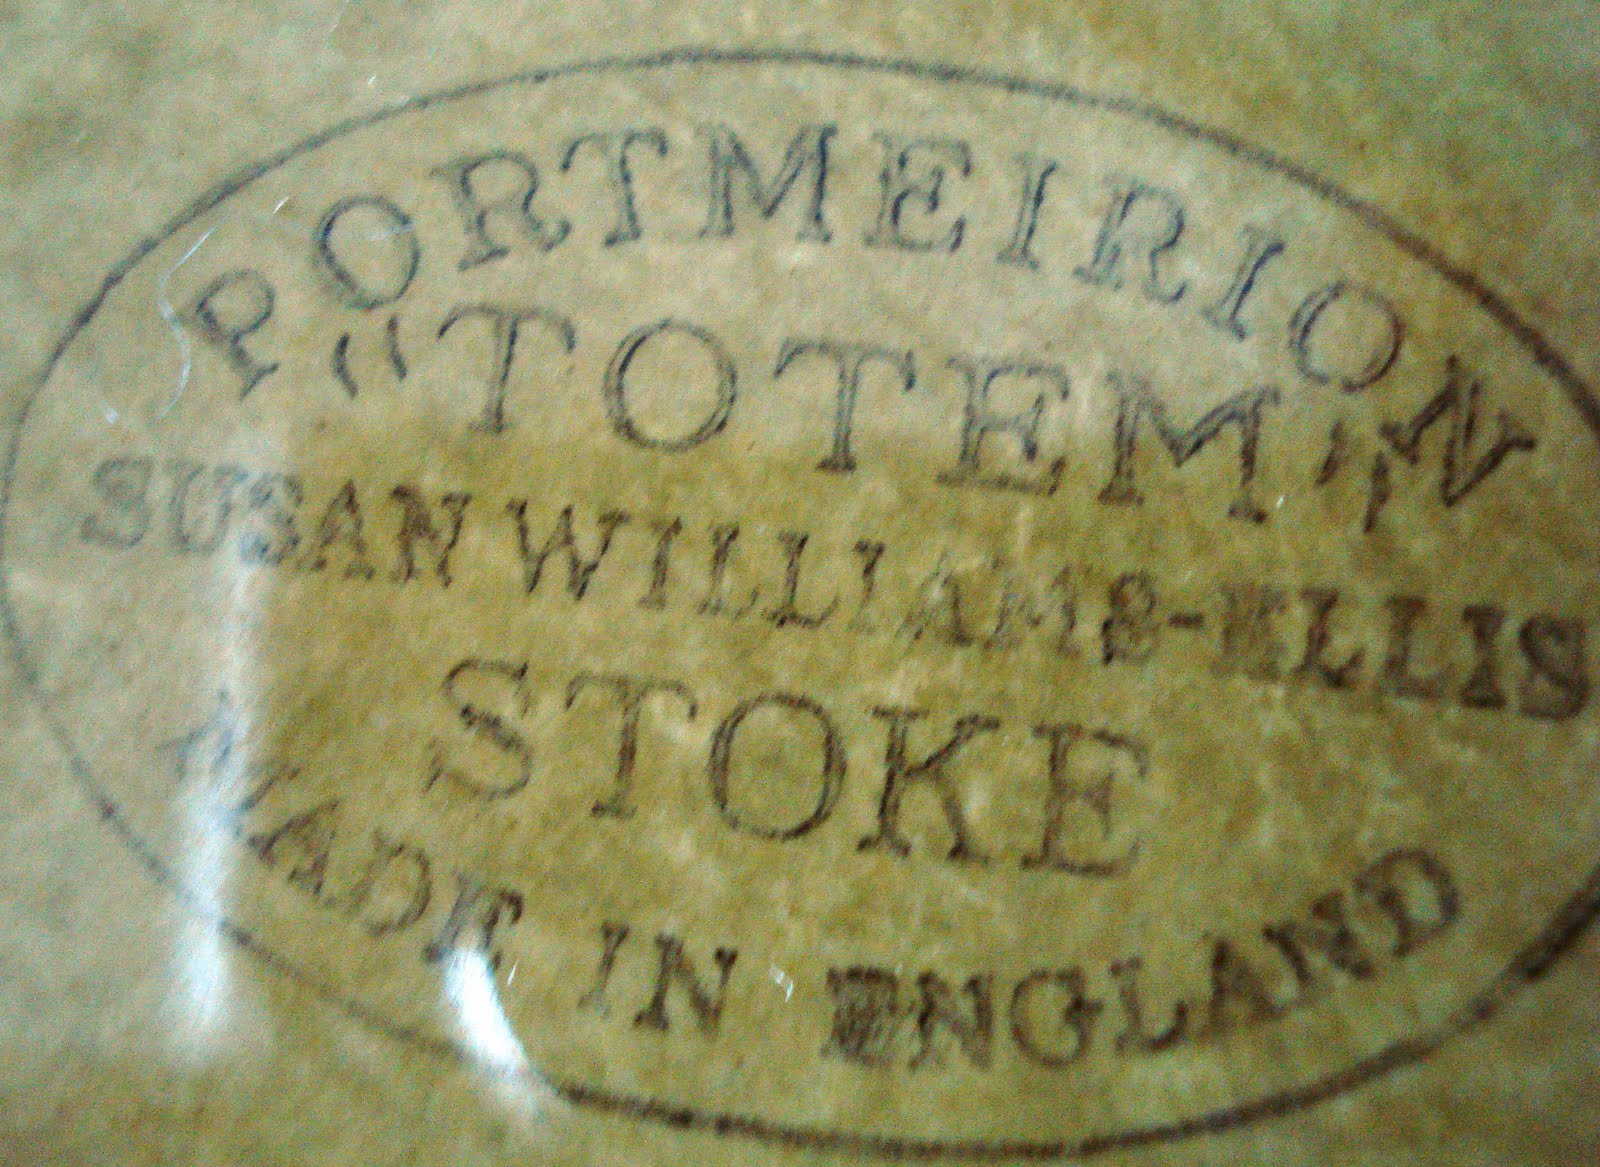 PORTMEIRION
"TOTEM"
SUSAN WILLIAMS-ELLIS
STOKE
MADE IN ENGLAND